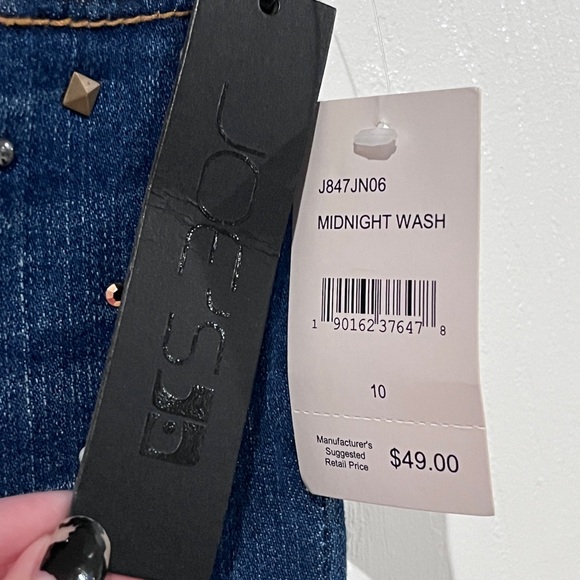 JOE'S
J847JN06
MIDNIGHT WASH
1 90162 37647 8
10
Manufacturer's
Suggested
Retail Price
$49.00